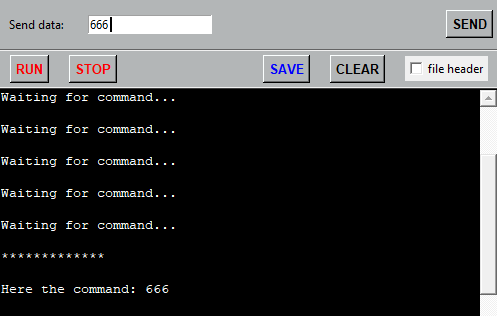 Send data: 666 SEND
RUN STOP SAVE CLEAR file header
Waiting for command...
Waiting for command...
Waiting for command...
Waiting for command...
Waiting for command...
*************
Here the command: 666